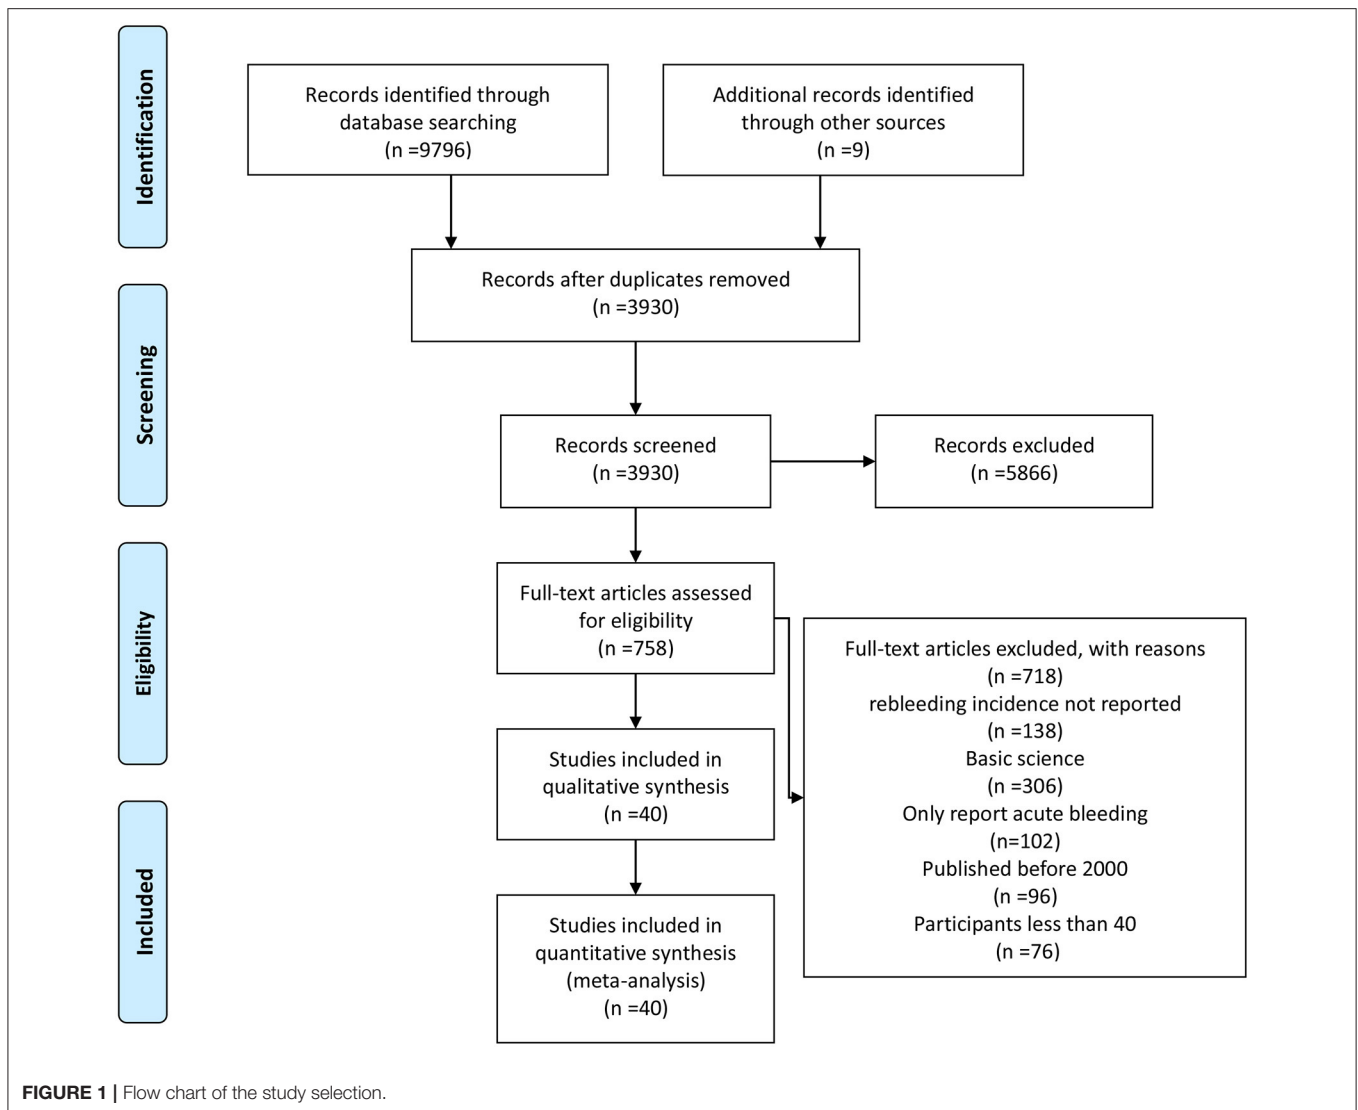 Identification
Records identified through
database searching
(n =9796)
Additional records identified
through other sources
(n =9)
Records after duplicates removed
(n =3930)
Screening
Records screened
(n =3930)
Records excluded
(n =5866)
Eligibility
Full-text articles assessed
for eligibility
(n =758)
Full-text articles excluded, with reasons
(n =718)
rebleeding incidence not reported
(n =138)
Basic science
(n =306)
Only report acute bleeding
(n=102)
Published before 2000
(n =96)
Participants less than 40
(n =76)
Studies included in
qualitative synthesis
(n =40)
Included
Studies included in
quantitative synthesis
(meta-analysis)
(n =40)
FIGURE 1 | Flow chart of the study selection.